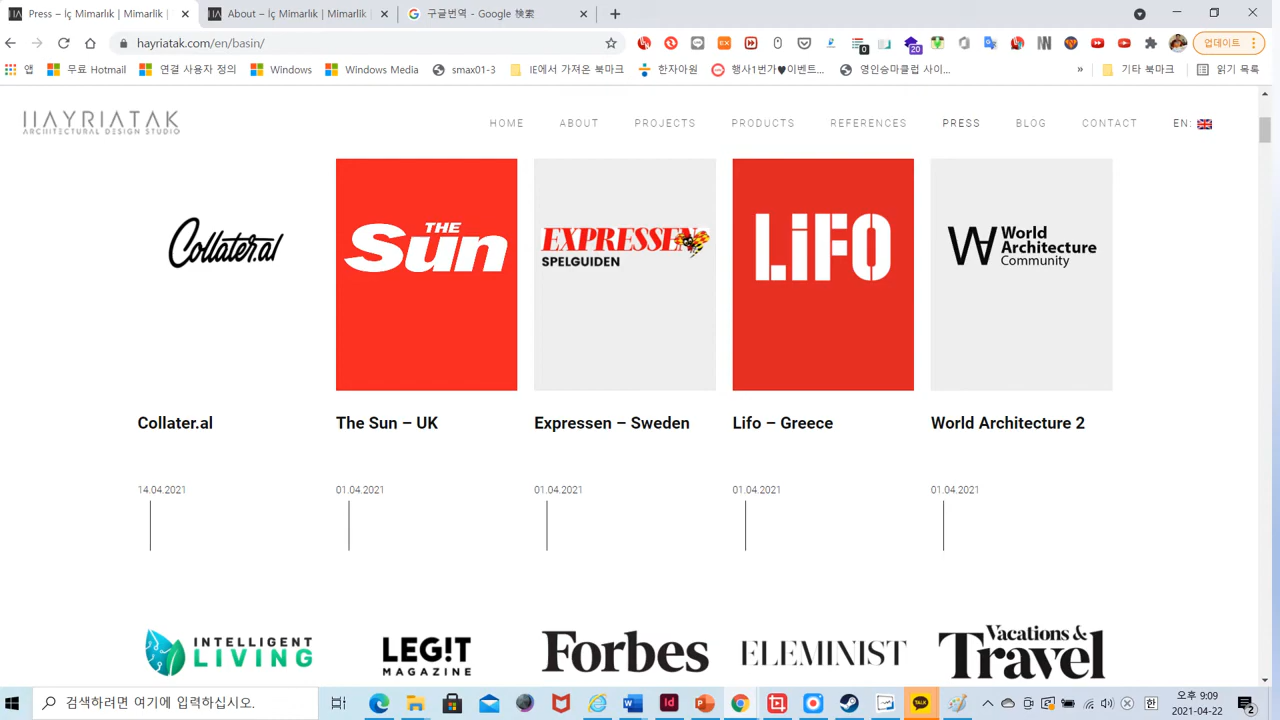 Press – İç Mimarlık | Mimarlık
About – İç Mimarlık | Mimarlık
구글번역 - Google 検索
hayriatak.com/en/basin/
업데이트
앱
무료 Hotmail
연결 사용자 정의
Windows
Windows Media
smax01-3
IE에서 가져온 북마크
한자아원
행사1번가♥이벤트...
영인승마클럽 사이...
»
기타 북마크
읽기 목록
HAYRIATAK
ARCHITECTURAL DESIGN STUDIO
HOME
ABOUT
PROJECTS
PRODUCTS
REFERENCES
PRESS
BLOG
CONTACT
EN:
Collater.al
THE
Sun
EXPRESSEN
SPELGUIDEN
LiFO
World
Architecture
Community
Collater.al
The Sun – UK
Expressen – Sweden
Lifo – Greece
World Architecture 2
14.04.2021
01.04.2021
01.04.2021
01.04.2021
01.04.2021
INTELLIGENT
LIVING
LEG!T
MAGAZINE
Forbes
ELEMINIST
Vacations &
Travel
검색하려면 여기에 입력하십시오.
TALK
한
오후 9:09
2021-04-22
2